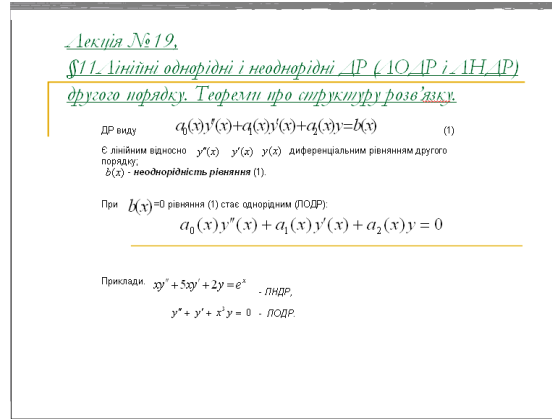 Лекція №19.
§11.Лінійні однорідні і неоднорідні ДР (ЛОДР і ЛНДР)
другого порядку. Теореми про структуру розв’язку.
ДР виду a₀(x)y″(x)+a₁(x)y′(x)+a₂(x)y=b(x) (1)
Є лінійним відносно y″(x) y′(x) y(x) диференціальним рівнянням другого
порядку;
b(x) - неоднорідність рівняння (1).
При b(x)=0 рівняння (1) стає однорідним (ЛОДР):
a₀(x)y″(x) + a₁(x)y′(x) + a₂(x)y = 0
Приклади. xy″ + 5xy′ + 2y = eˣ - ЛНДР,
y″ + y′ + x³y = 0 - ЛОДР.